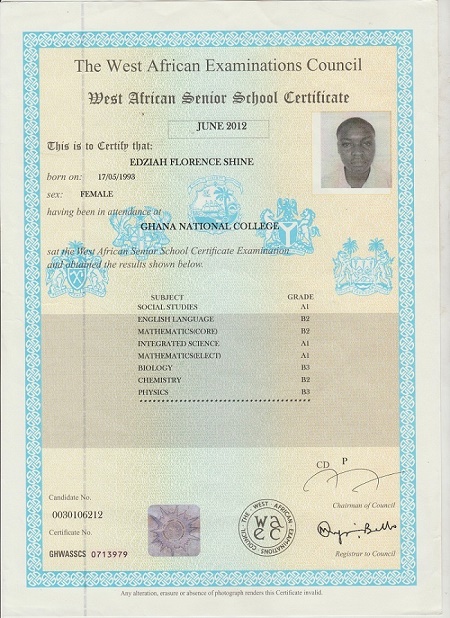 The West African Examinations Council
West African Senior School Certificate
JUNE 2012
This is to Certify that:
EDZIAH FLORENCE SHINE
born on: 17/05/1993
sex: FEMALE
having been in attendance at
GHANA NATIONAL COLLEGE
sat the West African Senior School Certificate Examination
and obtained the results shown below.
SUBJECT GRADE
SOCIAL STUDIES A1
ENGLISH LANGUAGE B2
MATHEMATICS(CORE) B2
INTEGRATED SCIENCE A1
MATHEMATICS(ELECT) A1
BIOLOGY B3
CHEMISTRY B2
PHYSICS B3
CD P
Candidate No.
Chairman of Council
0030106212
THE WEST AFRICAN EXAMINATIONS COUNCIL
wa
ec
Certificate No.
GHWASSCS 0713979
Registrar to Council
Any alteration, erasure or absence of photograph renders this Certificate invalid.